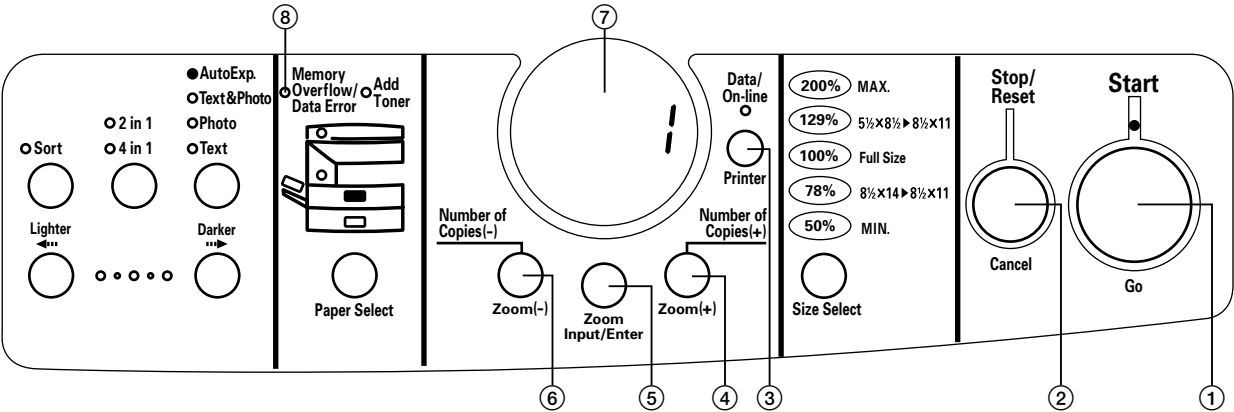 ⑧
⑦
AutoExp.
Text&Photo
Photo
Text
2 in 1
4 in 1
Sort
Lighter
Darker
Memory
Overflow/
Data Error
Add
Toner
Paper Select
1
Number of
Copies(-)
Zoom(-)
Zoom
Input/Enter
Number of
Copies(+)
Zoom(+)
Data/
On-line
Printer
200% MAX.
129% 5½×8½▶8½×11
100% Full Size
78% 8½×14▶8½×11
50% MIN.
Size Select
Stop/
Reset
Cancel
Start
Go
⑥
⑤
④
③
②
①